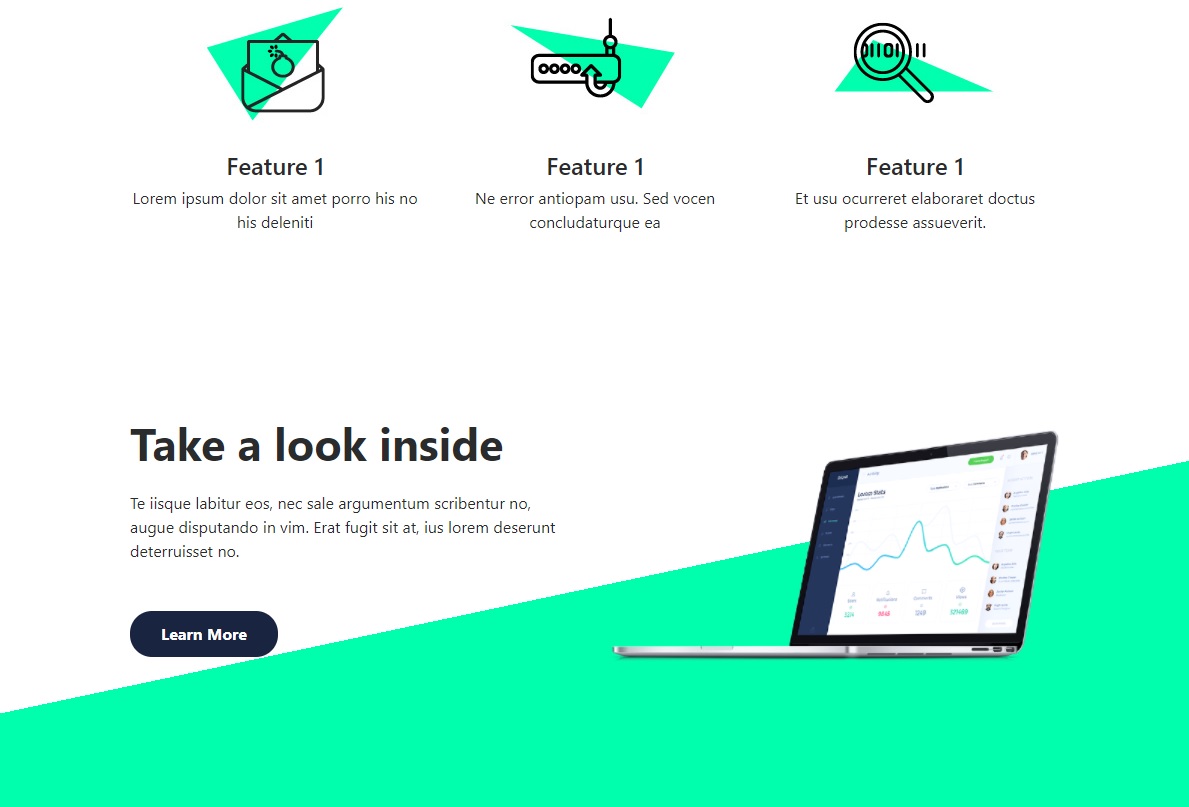 Feature 1
Lorem ipsum dolor sit amet porro his no
his deleniti
Feature 1
Ne error antiopam usu. Sed vocen
concludaturque ea
Feature 1
Et usu ocurreret elaboraret doctus
prodesse assueverit.
Take a look inside
Te iisque labitur eos, nec sale argumentum scribentur no,
augue disputando in vim. Erat fugit sit at, ius lorem deserunt
deterruisset no.
Learn More